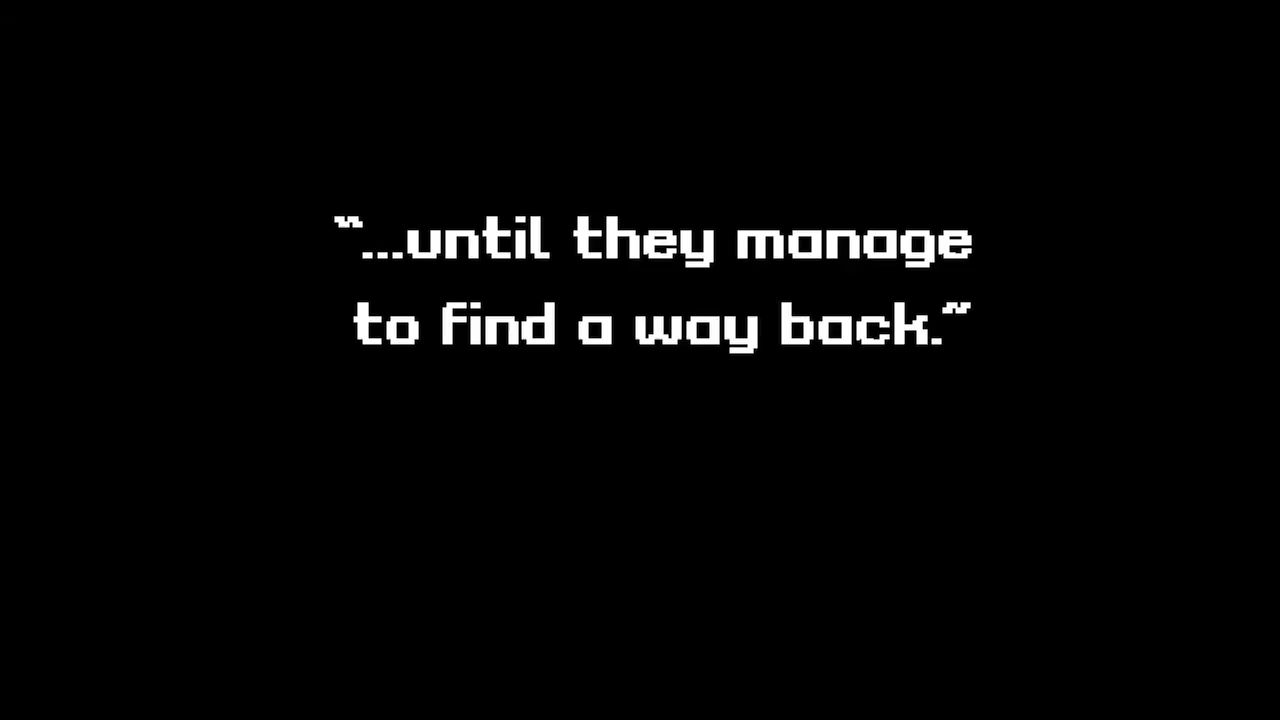 “...until they manage
to find a way back.”